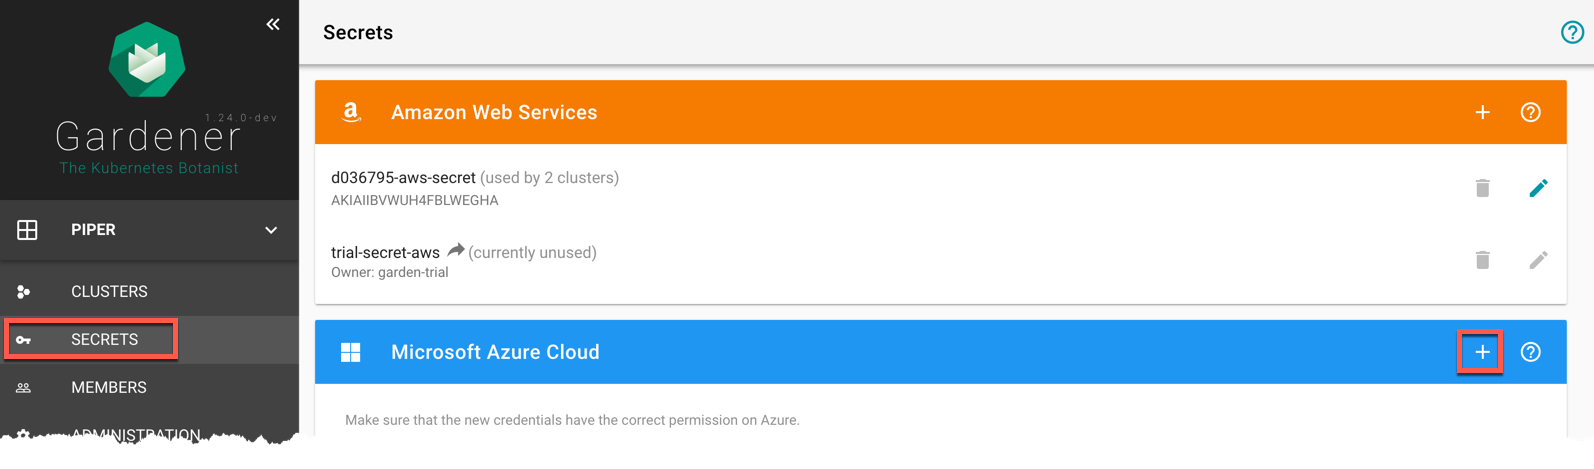 1.24.0-dev
Gardener
The Kubernetes Botanist
PIPER
CLUSTERS
SECRETS
MEMBERS
ADMINISTRATION
Secrets
Amazon Web Services
d036795-aws-secret (used by 2 clusters)
AKIAIIBVWUH4FBLWEGHA
trial-secret-aws (currently unused)
Owner: garden-trial
Microsoft Azure Cloud
Make sure that the new credentials have the correct permission on Azure.